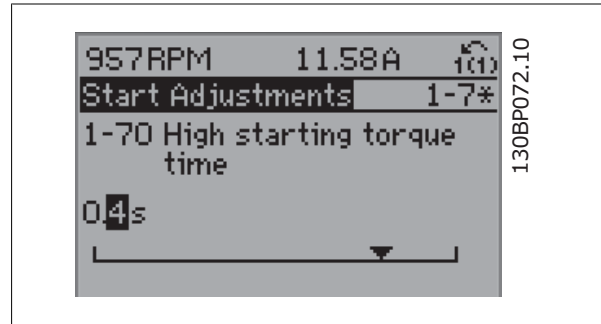 957RPM 11.58A 1(1)
Start Adjustments 1-7*
1-70 High starting torque
time
0.4s
130BP072.10